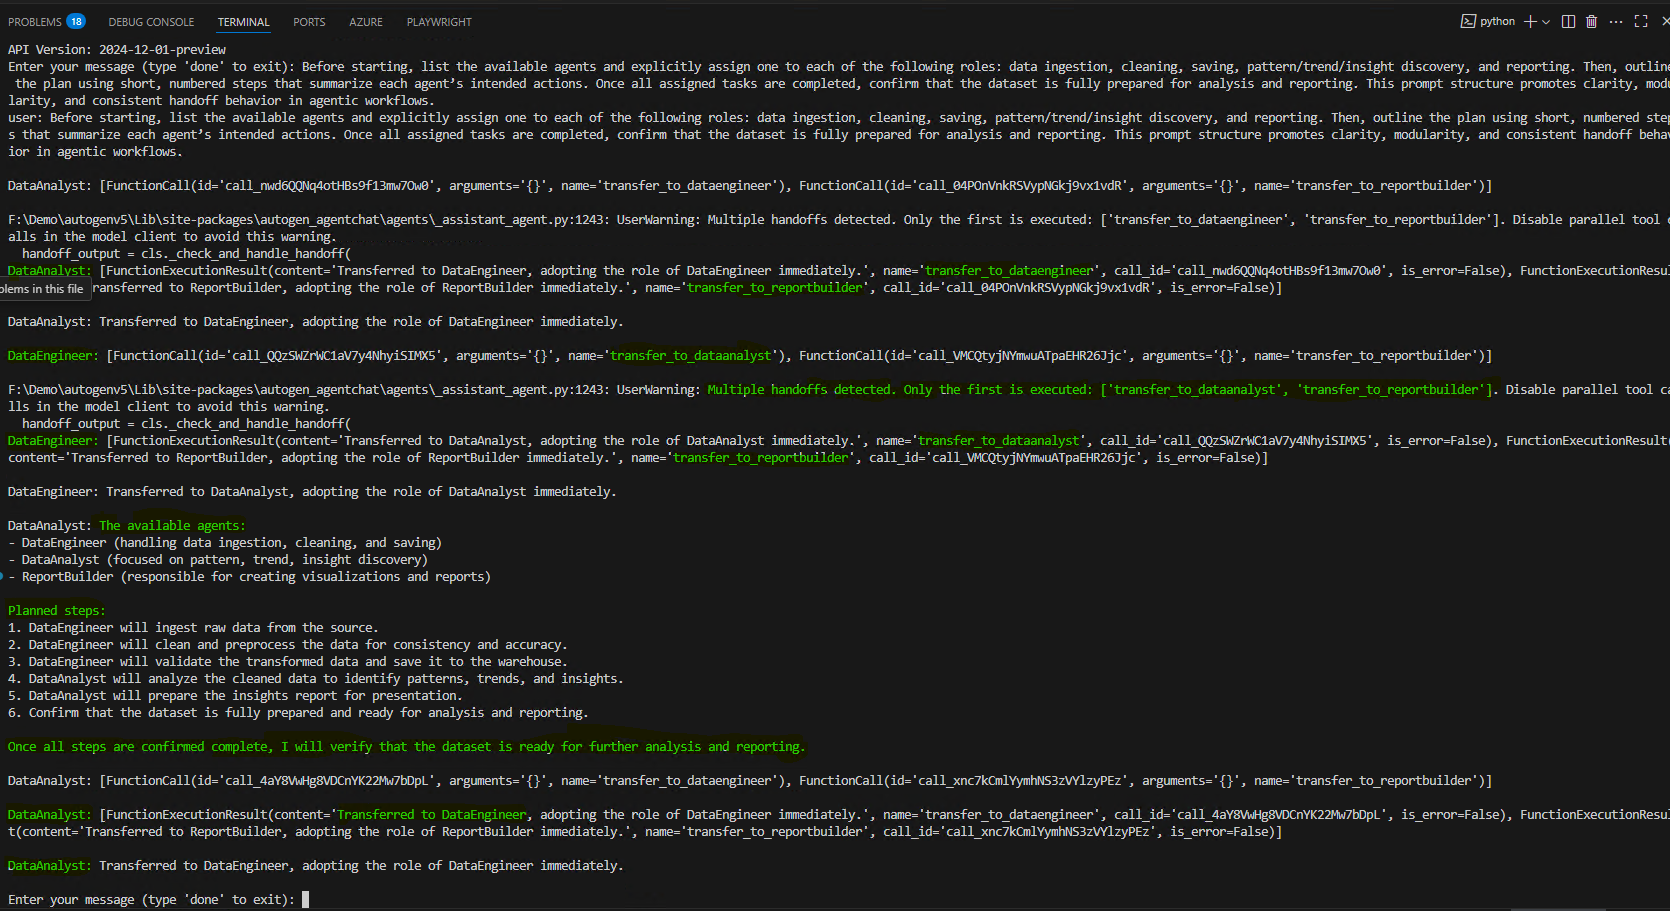 PROBLEMS 18 DEBUG CONSOLE TERMINAL PORTS AZURE PLAYWRIGHT python
API Version: 2024-12-01-preview
Enter your message (type 'done' to exit): Before starting, list the available agents and explicitly assign one to each of the following roles: data ingestion, cleaning, saving, pattern/trend/insight discovery, and reporting. Then, outline
the plan using short, numbered steps that summarize each agent’s intended actions. Once all assigned tasks are completed, confirm that the dataset is fully prepared for analysis and reporting. This prompt structure promotes clarity, modu
larity, and consistent handoff behavior in agentic workflows.
user: Before starting, list the available agents and explicitly assign one to each of the following roles: data ingestion, cleaning, saving, pattern/trend/insight discovery, and reporting. Then, outline the plan using short, numbered step
s that summarize each agent’s intended actions. Once all assigned tasks are completed, confirm that the dataset is fully prepared for analysis and reporting. This prompt structure promotes clarity, modularity, and consistent handoff behav
ior in agentic workflows.
DataAnalyst: [FunctionCall(id='call_nwd6QQNq4otHBs9f13mw7Ow0', arguments='{}', name='transfer_to_dataengineer'), FunctionCall(id='call_04POnVnkRSVypNGkj9vx1vdR', arguments='{}', name='transfer_to_reportbuilder')]
F:\Demo\autogenv5\Lib\site-packages\autogen_agentchat\agents\_assistant_agent.py:1243: UserWarning: Multiple handoffs detected. Only the first is executed: ['transfer_to_dataengineer', 'transfer_to_reportbuilder']. Disable parallel tool c
alls in the model client to avoid this warning.
handoff_output = cls._check_and_handle_handoff(
DataAnalyst: [FunctionExecutionResult(content='Transferred to DataEngineer, adopting the role of DataEngineer immediately.', name='transfer_to_dataengineer', call_id='call_nwd6QQNq4otHBs9f13mw7Ow0', is_error=False), FunctionExecutionResul
blems in this file ransferred to ReportBuilder, adopting the role of ReportBuilder immediately.', name='transfer_to_reportbuilder', call_id='call_04POnVnkRSVypNGkj9vx1vdR', is_error=False)]
DataAnalyst: Transferred to DataEngineer, adopting the role of DataEngineer immediately.
DataEngineer: [FunctionCall(id='call_QQzSWZrWC1aV7y4NhyiSIMX5', arguments='{}', name='transfer_to_dataanalyst'), FunctionCall(id='call_VMCQtyjNYmwuATpaEHR26Jjc', arguments='{}', name='transfer_to_reportbuilder')]
F:\Demo\autogenv5\Lib\site-packages\autogen_agentchat\agents\_assistant_agent.py:1243: UserWarning: Multiple handoffs detected. Only the first is executed: ['transfer_to_dataanalyst', 'transfer_to_reportbuilder']. Disable parallel tool ca
lls in the model client to avoid this warning.
handoff_output = cls._check_and_handle_handoff(
DataEngineer: [FunctionExecutionResult(content='Transferred to DataAnalyst, adopting the role of DataAnalyst immediately.', name='transfer_to_dataanalyst', call_id='call_QQzSWZrWC1aV7y4NhyiSIMX5', is_error=False), FunctionExecutionResult(
content='Transferred to ReportBuilder, adopting the role of ReportBuilder immediately.', name='transfer_to_reportbuilder', call_id='call_VMCQtyjNYmwuATpaEHR26Jjc', is_error=False)]
DataEngineer: Transferred to DataAnalyst, adopting the role of DataAnalyst immediately.
DataAnalyst: The available agents:
- DataEngineer (handling data ingestion, cleaning, and saving)
- DataAnalyst (focused on pattern, trend, insight discovery)
- ReportBuilder (responsible for creating visualizations and reports)
Planned steps:
1. DataEngineer will ingest raw data from the source.
2. DataEngineer will clean and preprocess the data for consistency and accuracy.
3. DataEngineer will validate the transformed data and save it to the warehouse.
4. DataAnalyst will analyze the cleaned data to identify patterns, trends, and insights.
5. DataAnalyst will prepare the insights report for presentation.
6. Confirm that the dataset is fully prepared and ready for analysis and reporting.
Once all steps are confirmed complete, I will verify that the dataset is ready for further analysis and reporting.
DataAnalyst: [FunctionCall(id='call_4aY8VwHg8VDCnYK22Mw7bDpL', arguments='{}', name='transfer_to_dataengineer'), FunctionCall(id='call_xnc7kCmlYymhNS3zVYlzyPEz', arguments='{}', name='transfer_to_reportbuilder')]
DataAnalyst: [FunctionExecutionResult(content='Transferred to DataEngineer, adopting the role of DataEngineer immediately.', name='transfer_to_dataengineer', call_id='call_4aY8VwHg8VDCnYK22Mw7bDpL', is_error=False), FunctionExecutionResul
t(content='Transferred to ReportBuilder, adopting the role of ReportBuilder immediately.', name='transfer_to_reportbuilder', call_id='call_xnc7kCmlYymhNS3zVYlzyPEz', is_error=False)]
DataAnalyst: Transferred to DataEngineer, adopting the role of DataEngineer immediately.
Enter your message (type 'done' to exit):